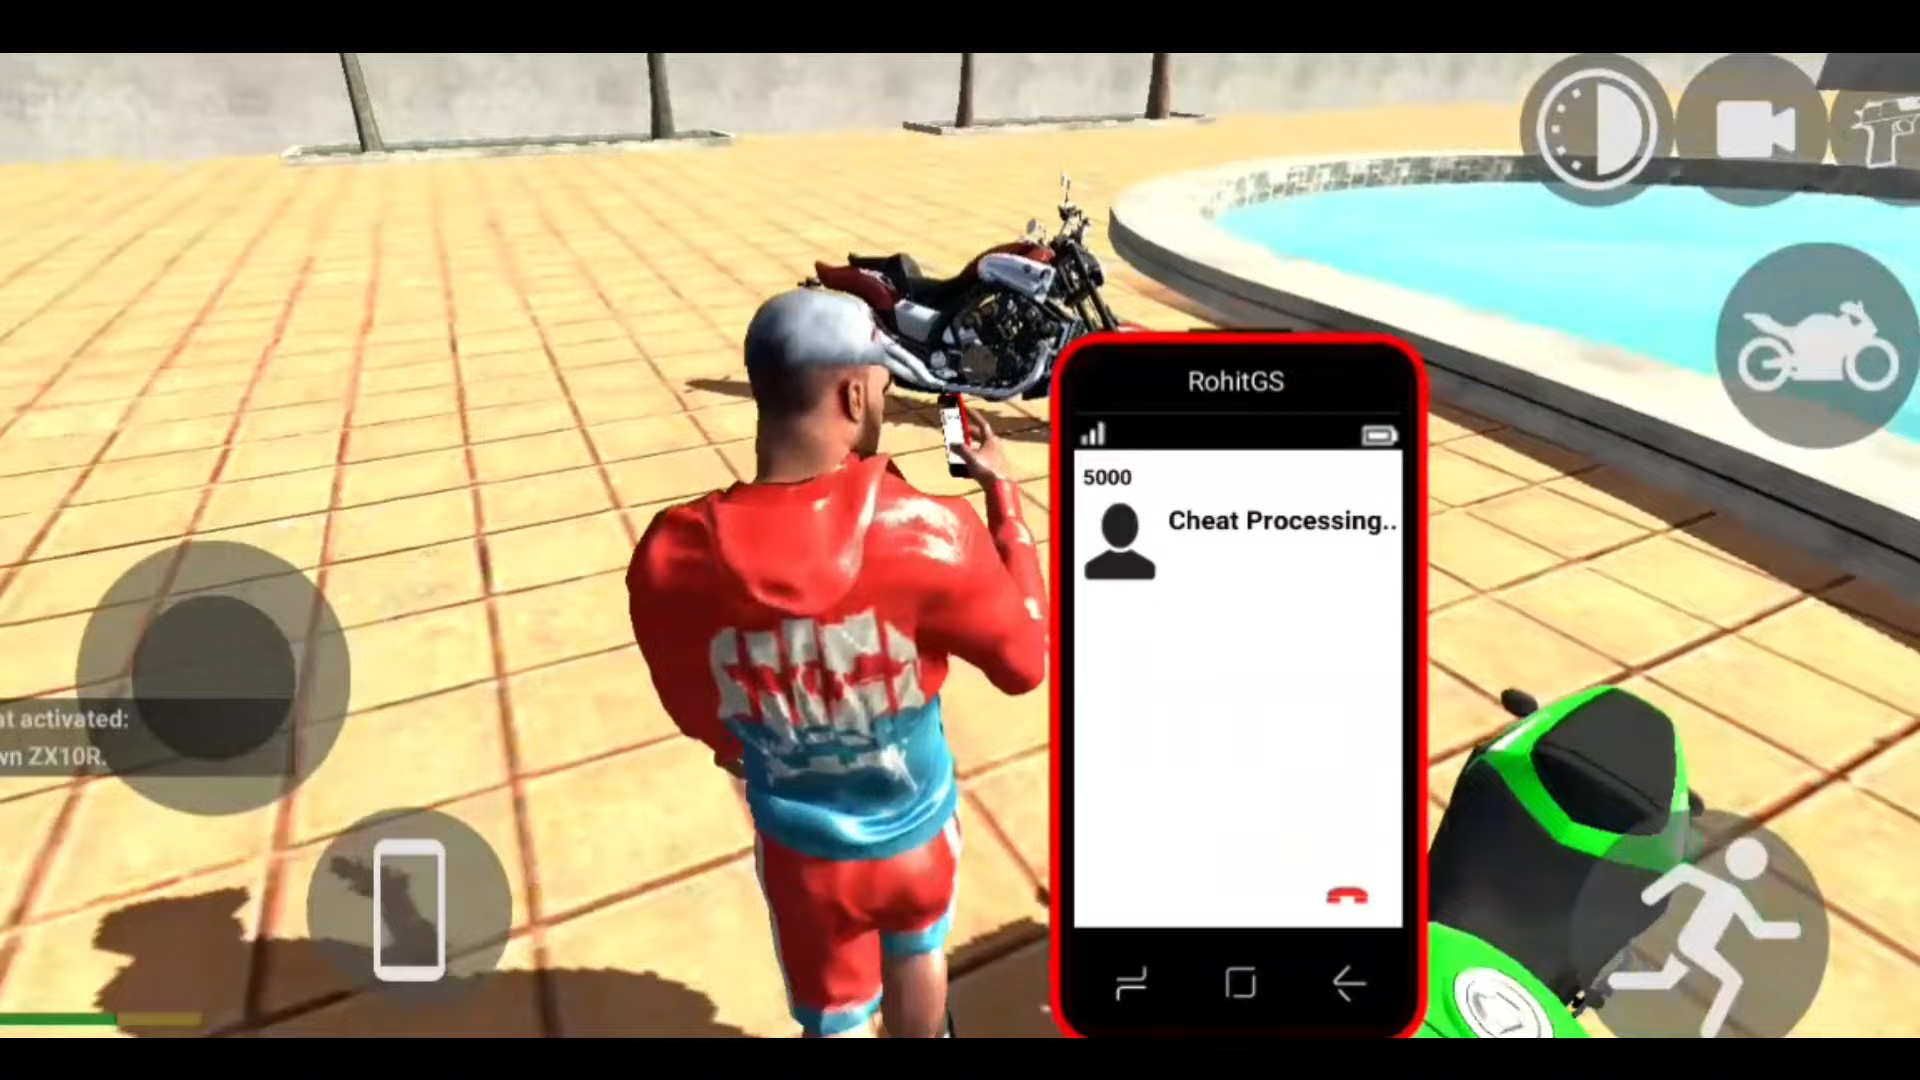 RohitGS
5000
Cheat Processing..
at activated:
wn ZX10R.